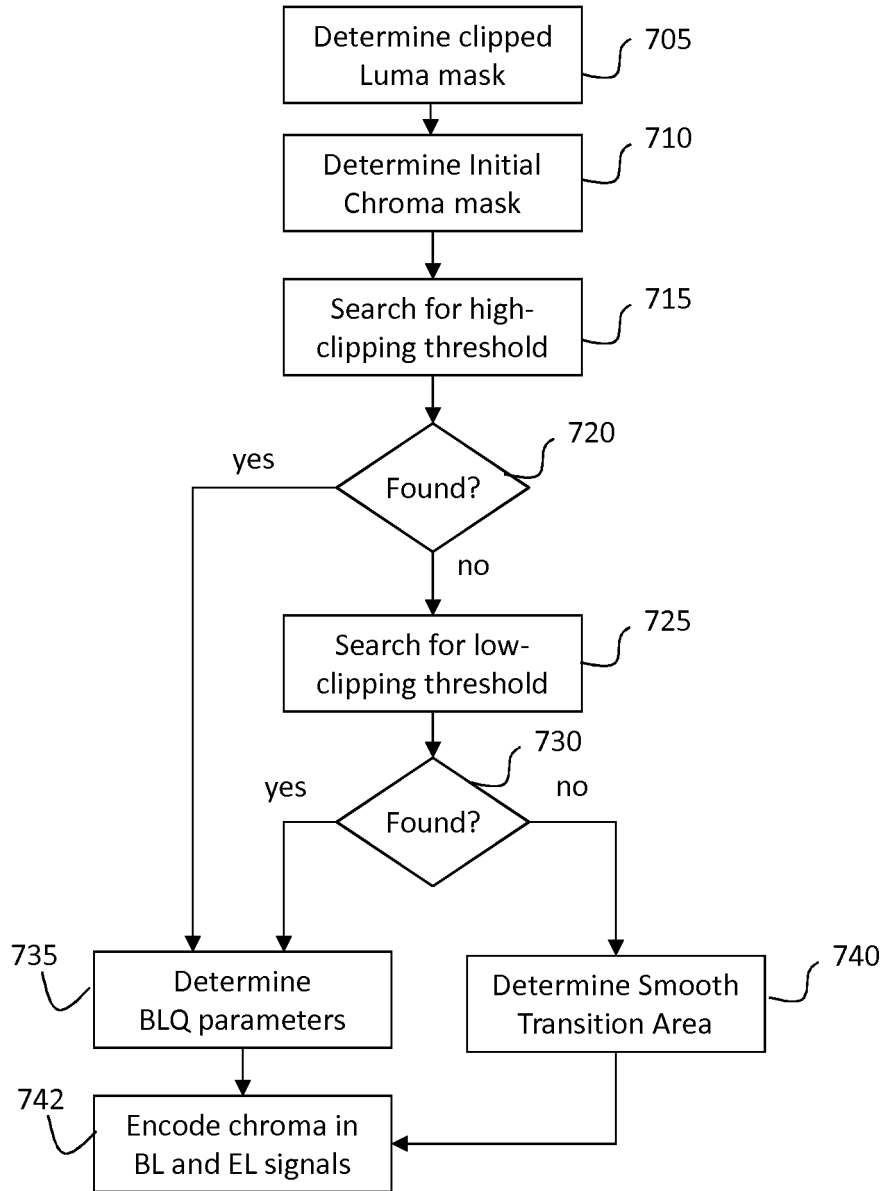 Determine clipped
Luma mask
705
Determine Initial
Chroma mask
710
Search for high-
clipping threshold
715
Found?
720
yes
no
Search for low-
clipping threshold
725
Found?
730
yes
no
735
Determine
BLQ parameters
Determine Smooth
Transition Area
740
742
Encode chroma in
BL and EL signals